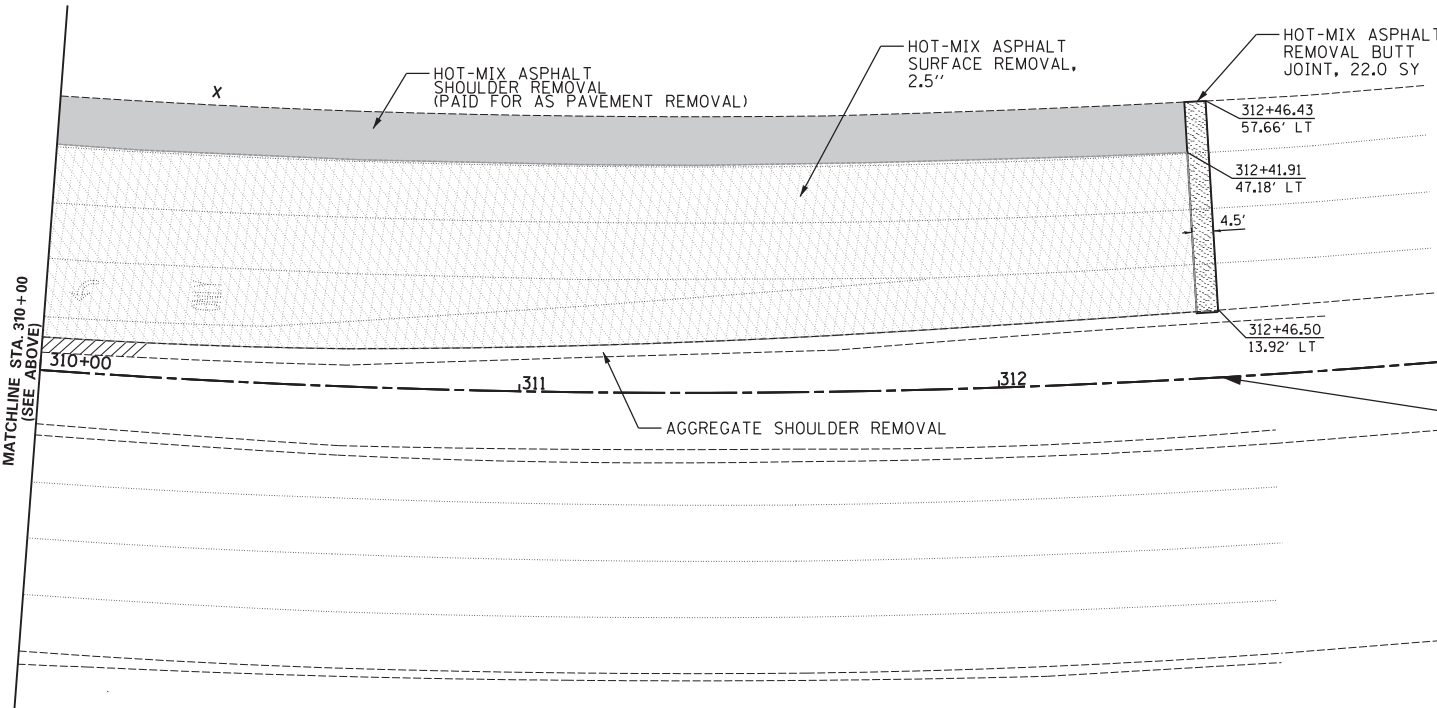 HOT-MIX ASPHALT
SHOULDER REMOVAL
(PAID FOR AS PAVEMENT REMOVAL)
HOT-MIX ASPHALT
SURFACE REMOVAL,
2.5''
HOT-MIX ASPHALT
REMOVAL BUTT
JOINT, 22.0 SY
X
312+46.43
57.66' LT
312+41.91
47.18' LT
4.5'
312+46.50
13.92' LT
MATCHLINE STA. 310+00
(SEE ABOVE)
310+00
311
312
AGGREGATE SHOULDER REMOVAL